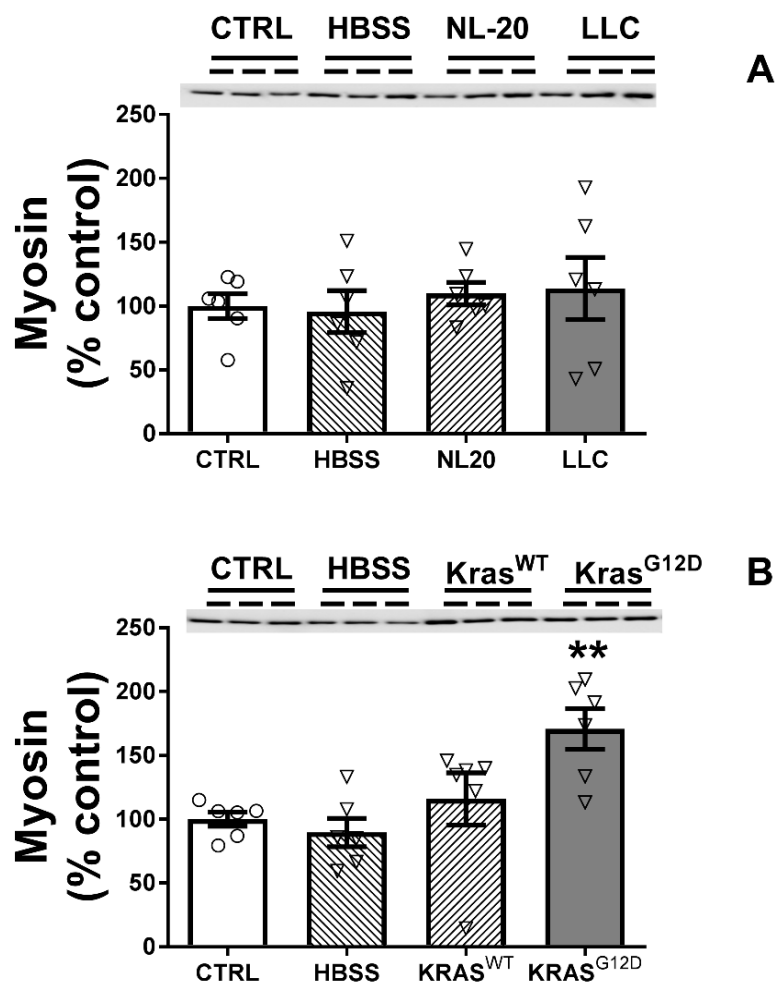 CTRL HBSS NL-20 LLC
A
Myosin
(% control)
250
200
150
100
50
0
CTRL HBSS NL20 LLC
CTRL HBSS Kras^WT Kras^G12D
B
Myosin
(% control)
250
200
150
100
50
0
**
CTRL HBSS KRAS^WT KRAS^G12D